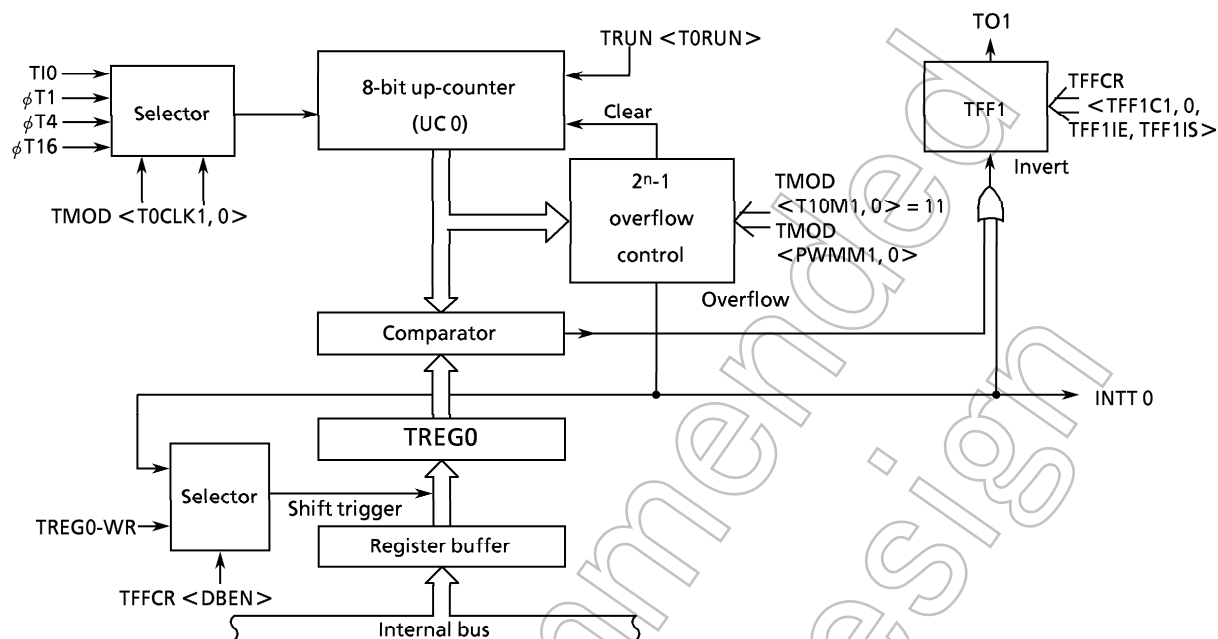 TO1
TRUN <T0RUN>
TI0
ϕT1
ϕT4
ϕT16
Selector
8-bit up-counter
(UC 0)
TFF1
TFFCR
<TFF1C1, 0,
TFF1IE, TFF1IS>
Clear
Invert
TMOD <T0CLK1, 0>
2ⁿ-1
overflow
control
TMOD
<T10M1, 0> = 11
TMOD
<PWMM1, 0>
Overflow
Comparator
INTT 0
TREG0
Selector
Shift trigger
TREG0-WR
Register buffer
TFFCR <DBEN>
Internal bus
mmended
esign